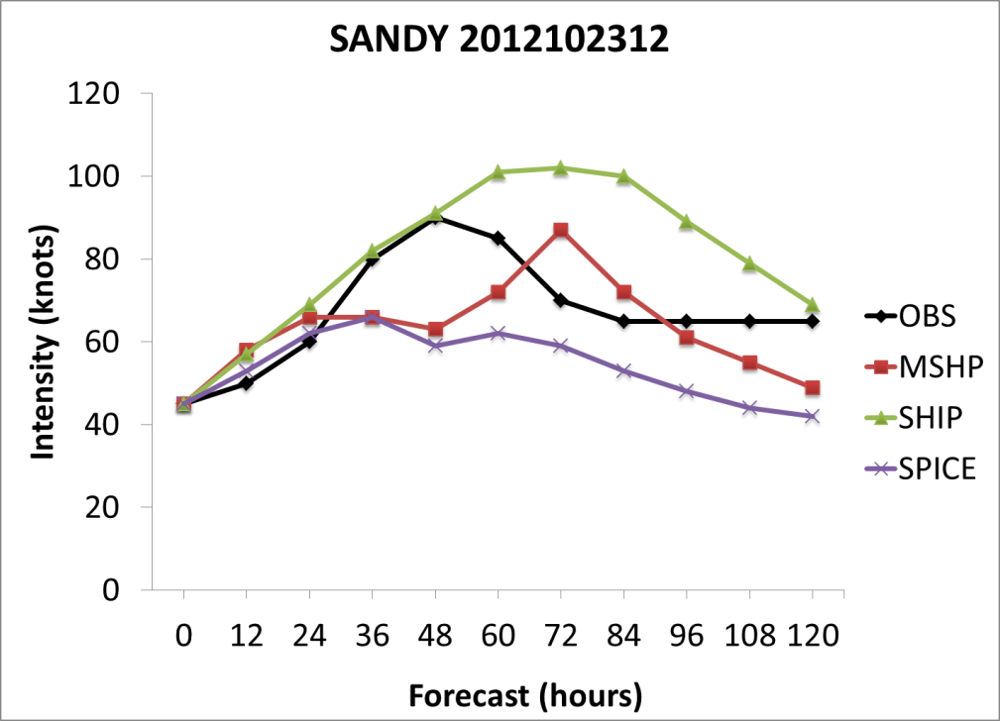 SANDY 2012102312
120
100
80
60
40
20
0
Intensity (knots)
0 12 24 36 48 60 72 84 96 108 120
Forecast (hours)
OBS
MSHP
SHIP
SPICE